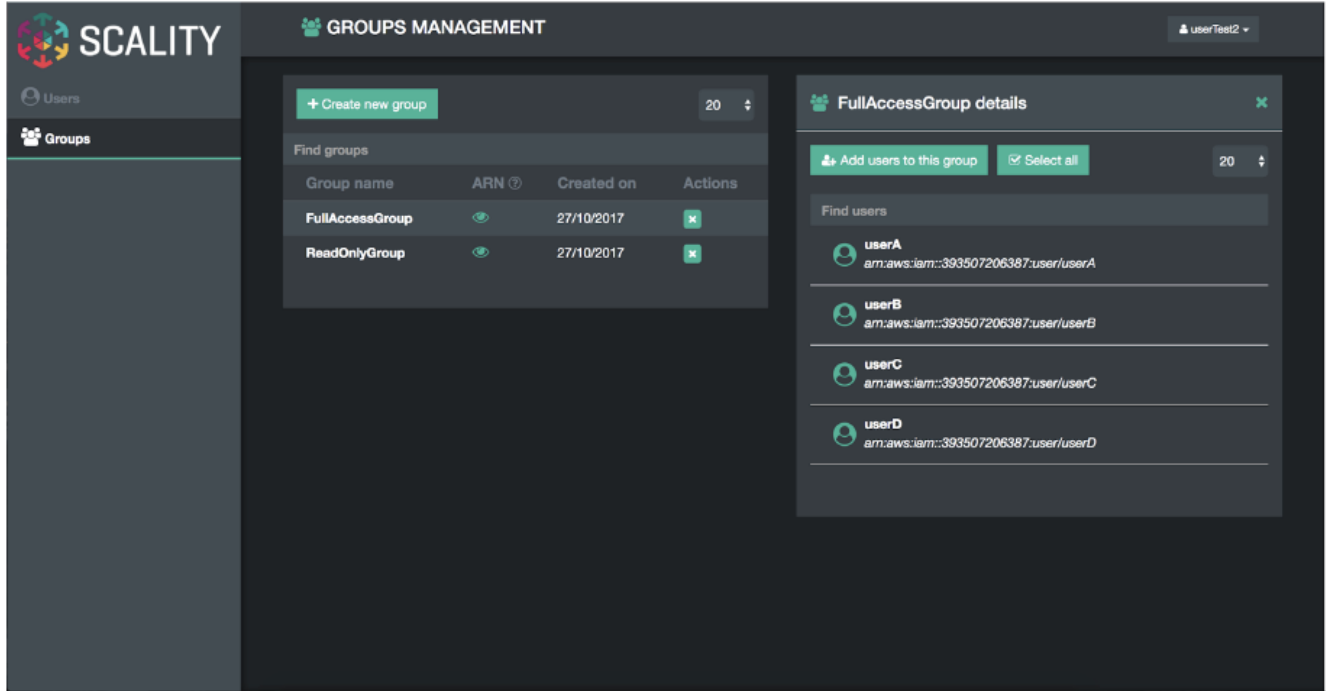 SCALITY
GROUPS MANAGEMENT
userTest2
Users
Groups
+ Create new group
20
Find groups
Group name ARN ? Created on Actions
FullAccessGroup 27/10/2017
ReadOnlyGroup 27/10/2017
FullAccessGroup details
Add users to this group
Select all
20
Find users
userA
arn:aws:iam::393507206387:user/userA
userB
arn:aws:iam::393507206387:user/userB
userC
arn:aws:iam::393507206387:user/userC
userD
arn:aws:iam::393507206387:user/userD